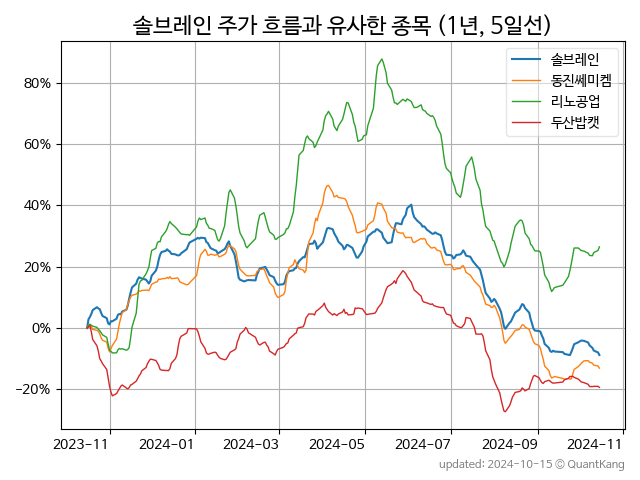 솔브레인 주가 흐름과 유사한 종목 (1년, 5일선)
솔브레인
동진쎄미켐
리노공업
두산밥캣
80%
60%
40%
20%
0%
−20%
2023-11
2024-01
2024-03
2024-05
2024-07
2024-09
2024-11
updated: 2024-10-15 © QuantKang